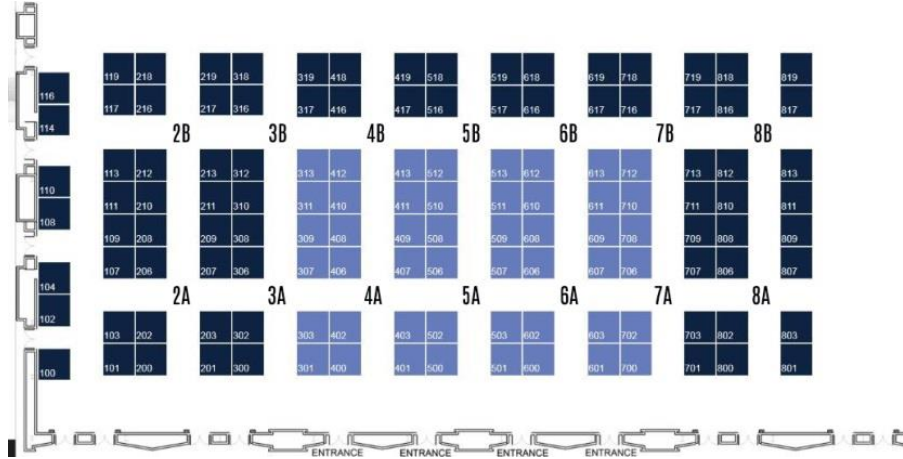 119 218 219 318 319 418 419 518 519 618 619 718 719 818 819
116
117 216 217 316 317 416 417 516 517 616 617 716 717 816 817
114
2B 3B 4B 5B 6B 7B 8B
113 212 213 312 313 412 413 512 513 612 613 712 713 812 813
110
111 210 211 310 311 410 411 510 511 610 611 710 711 810 811
108
109 208 209 308 309 408 409 508 509 608 609 708 709 808 809
107 206 207 306 307 406 407 506 507 606 607 706 707 806 807
104
2A 3A 4A 5A 6A 7A 8A
102
103 202 203 302 303 402 403 502 503 602 603 702 703 802 803
101 200 201 300 301 400 401 500 501 600 601 700 701 800 801
100
ENTRANCE ENTRANCE ENTRANCE ENTRANCE